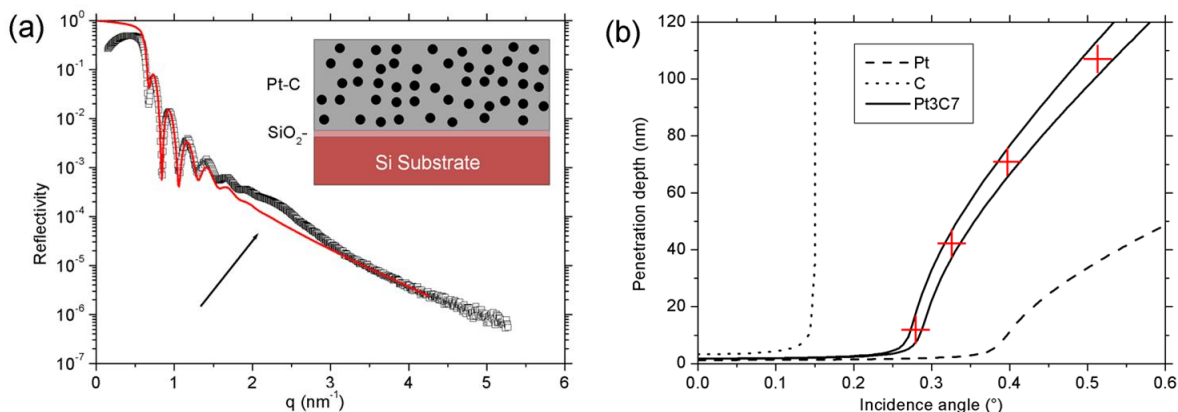 (a)
10^0
10^-1
10^-2
10^-3
10^-4
10^-5
10^-6
10^-7
Reflectivity
0 1 2 3 4 5 6
q (nm^-1)
Pt-C
SiO₂-
Si Substrate
(b)
120
100
80
60
40
20
0
Penetration depth (nm)
0.0 0.1 0.2 0.3 0.4 0.5 0.6
Incidence angle (°)
Pt
C
Pt3C7